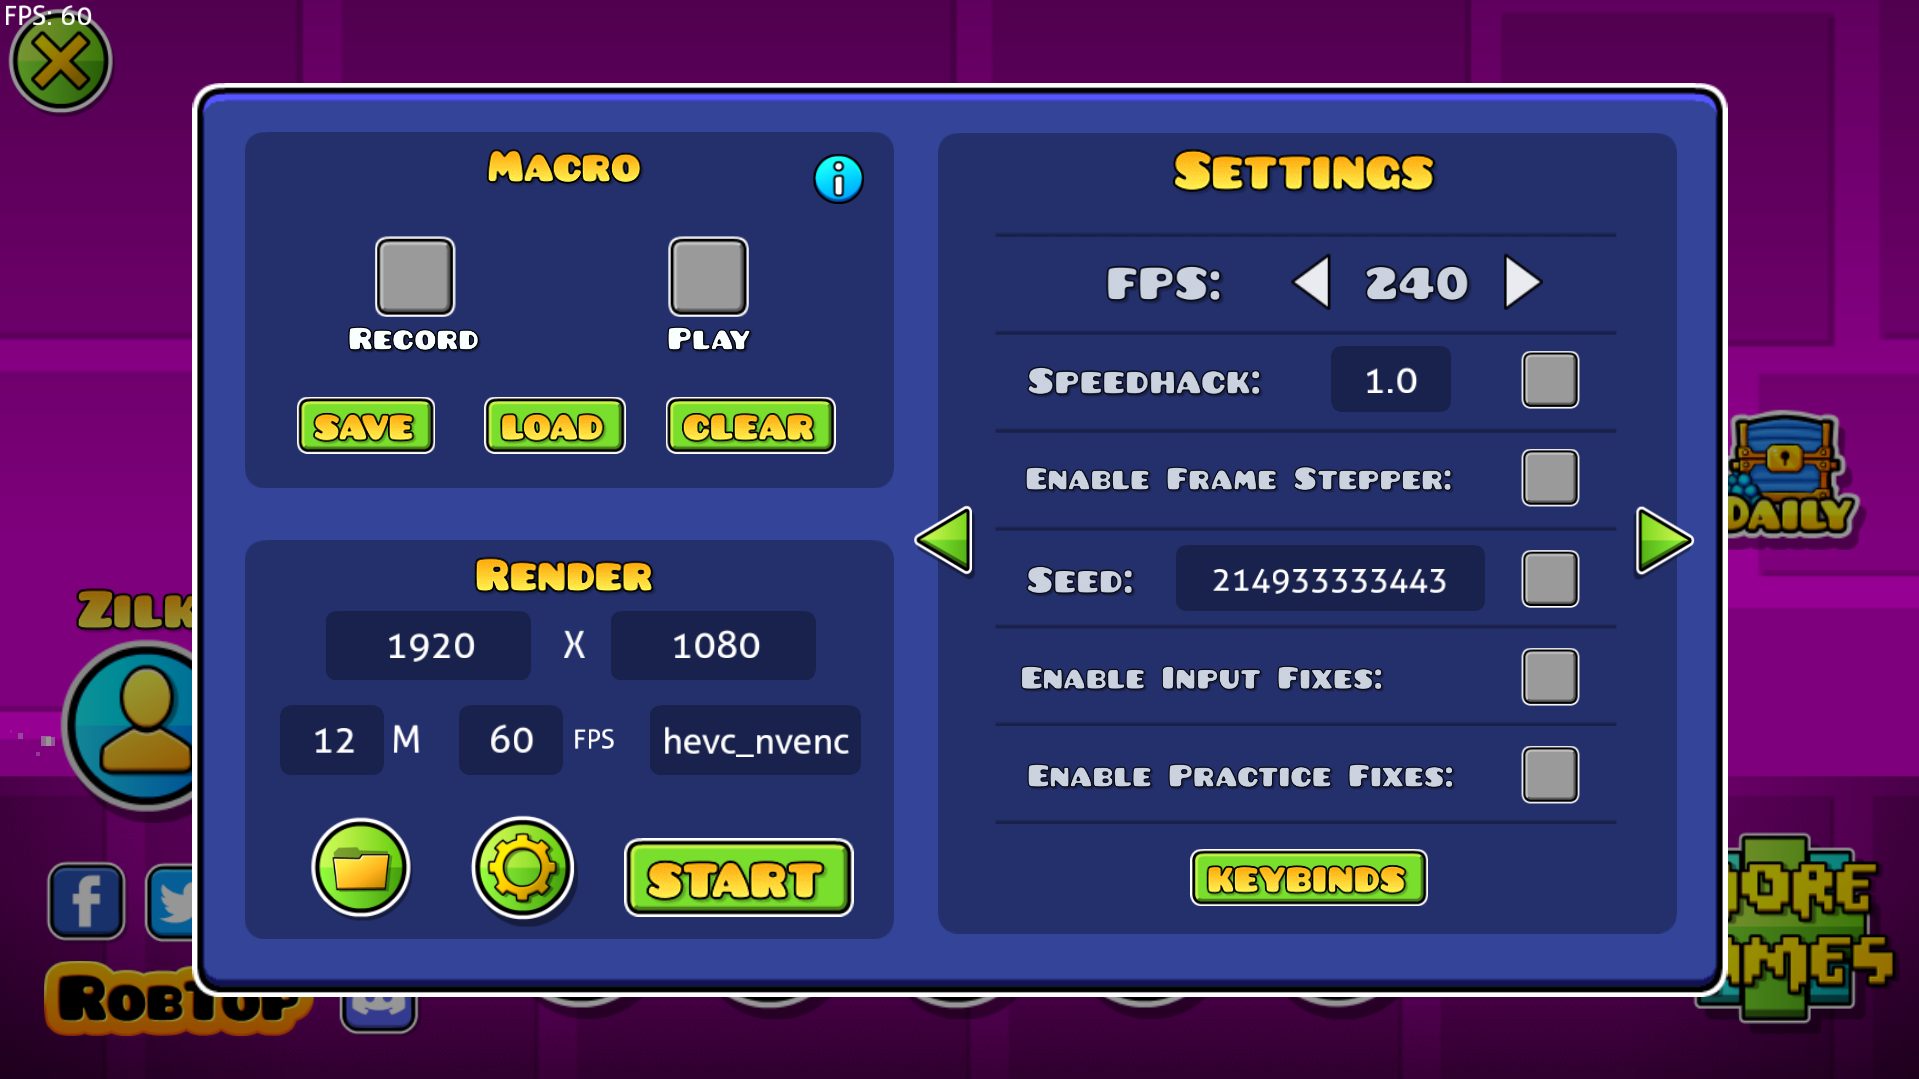 FPS: 60
Macro
Record
Play
SAVE
LOAD
CLEAR
Render
1920 X 1080
12 M 60 FPS hevc_nvenc
START
Settings
FPS: 240
Speedhack: 1.0
Enable Frame Stepper:
Seed: 214933333443
Enable Input Fixes:
Enable Practice Fixes:
KEYBINDS
DAILY
ZILK
f
RobTop